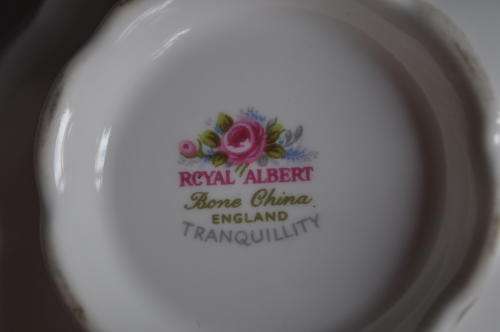 ROYAL ALBERT
Bone China
ENGLAND
TRANQUILLITY